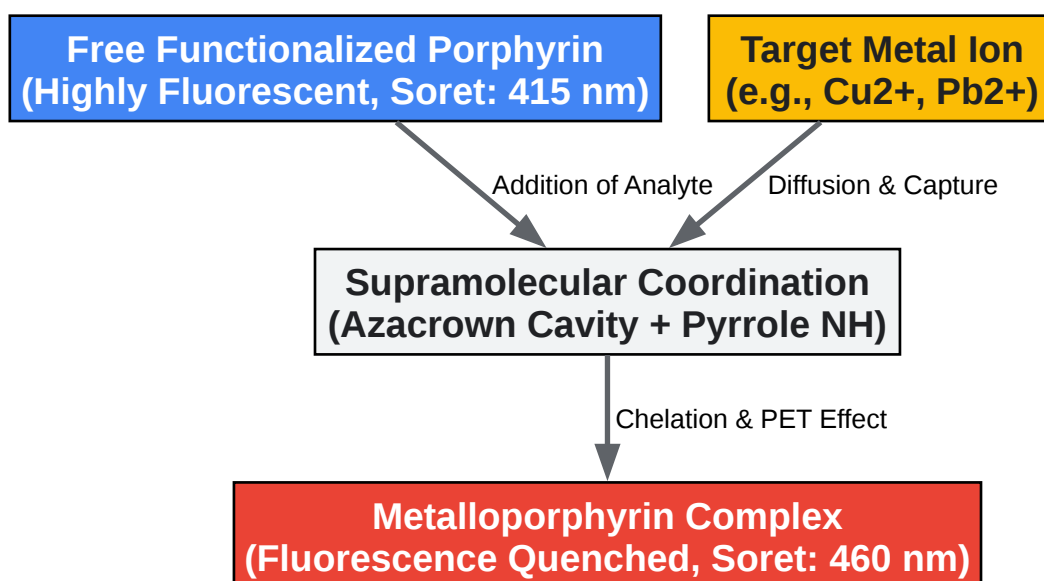 Free Functionalized Porphyrin
(Highly Fluorescent, Soret: 415 nm)
Target Metal Ion
(e.g., Cu2+, Pb2+)
Addition of Analyte
Diffusion & Capture
Supramolecular Coordination
(Azacrown Cavity + Pyrrole NH)
Chelation & PET Effect
Metalloporphyrin Complex
(Fluorescence Quenched, Soret: 460 nm)